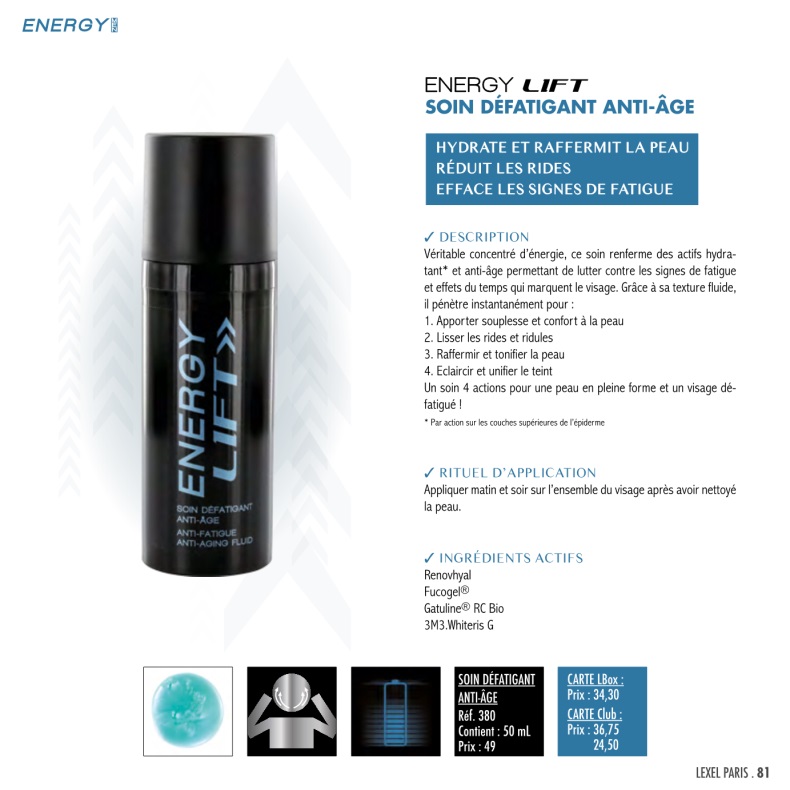 ENERGY
ENERGY LIFT
SOIN DÉFATIGANT ANTI-ÂGE
HYDRATE ET RAFFERMIT LA PEAU
RÉDUIT LES RIDES
EFFACE LES SIGNES DE FATIGUE
✓ DESCRIPTION
Véritable concentré d'énergie, ce soin renferme des actifs hydra-
tant* et anti-âge permettant de lutter contre les signes de fatigue
et effets du temps qui marquent le visage. Grâce à sa texture fluide,
il pénètre instantanément pour :
1. Apporter souplesse et confort à la peau
2. Lisser les rides et ridules
3. Raffermir et tonifier la peau
4. Eclaircir et unifier le teint
Un soin 4 actions pour une peau en pleine forme et un visage dé-
fatigué !
* Par action sur les couches supérieures de l'épiderme
✓ RITUEL D'APPLICATION
Appliquer matin et soir sur l'ensemble du visage après avoir nettoyé
la peau.
✓ INGRÉDIENTS ACTIFS
Renovhyal
Fucogel®
Gatuline® RC Bio
3M3.Whiteris G
ENERGY
LIFT
SOIN DÉFATIGANT
ANTI-ÂGE
ANTI-FATIGUE
ANTI-AGING FLUID
SOIN DÉFATIGANT
ANTI-ÂGE
Réf. 380
Contient : 50 mL
Prix : 49
CARTE LBox :
Prix : 34,30
CARTE Club :
Prix : 36,75
24,50
LEXEL PARIS . 81